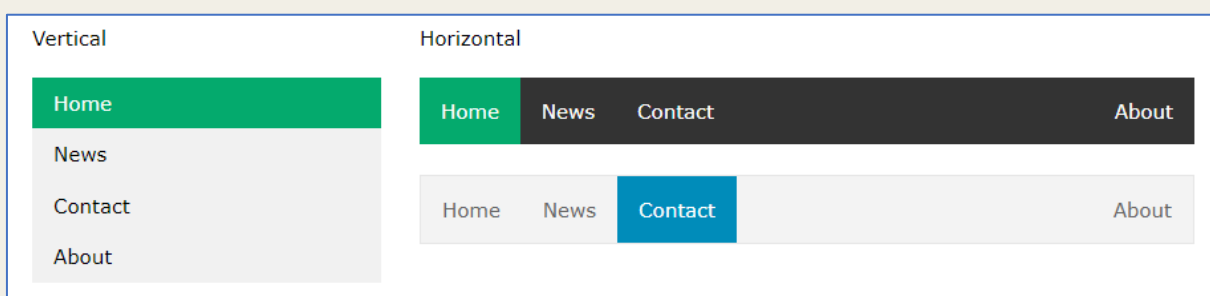 Vertical
Home
News
Contact
About
Horizontal
Home News Contact About
Home News Contact About